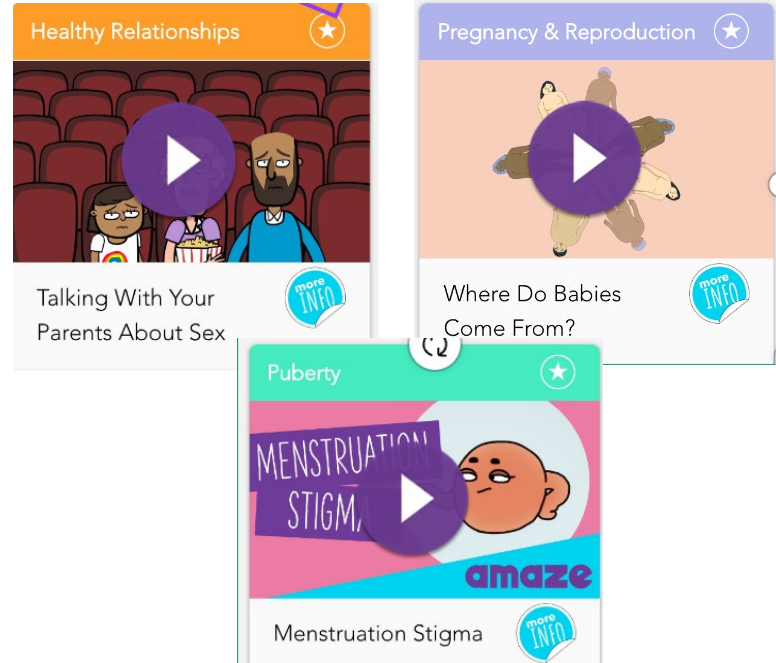 Healthy Relationships
Talking With Your
Parents About Sex
more
INFO
Pregnancy & Reproduction
Where Do Babies
Come From?
more
INFO
Puberty
MENSTRUATION
STIGMA
amaze
Menstruation Stigma
more
INFO